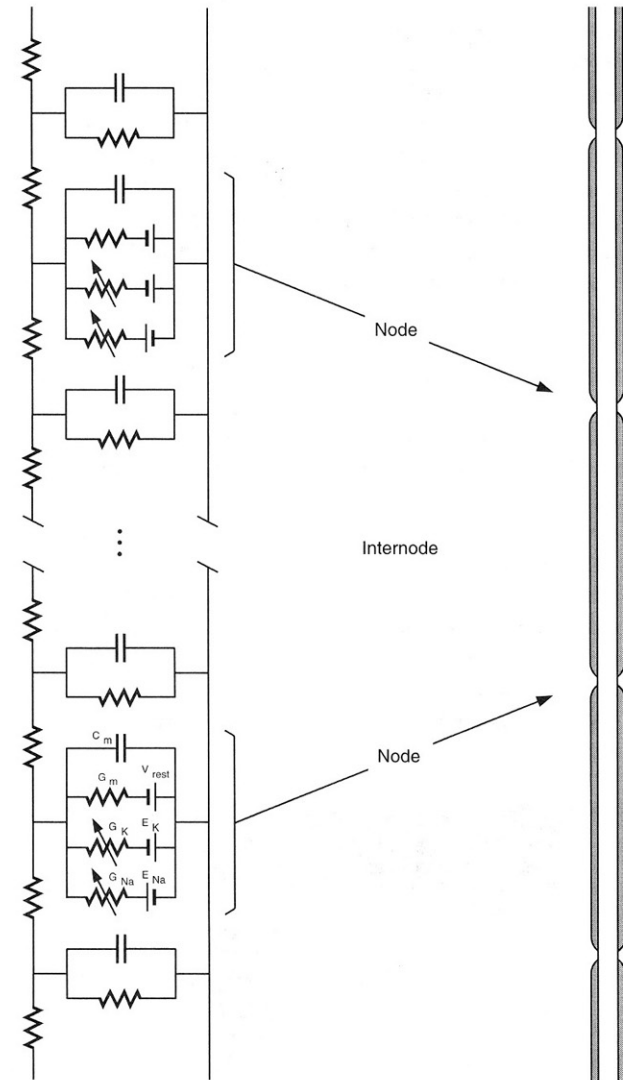 Node
Internode
C m
G m
V rest
G K
E K
G Na
E Na
Node